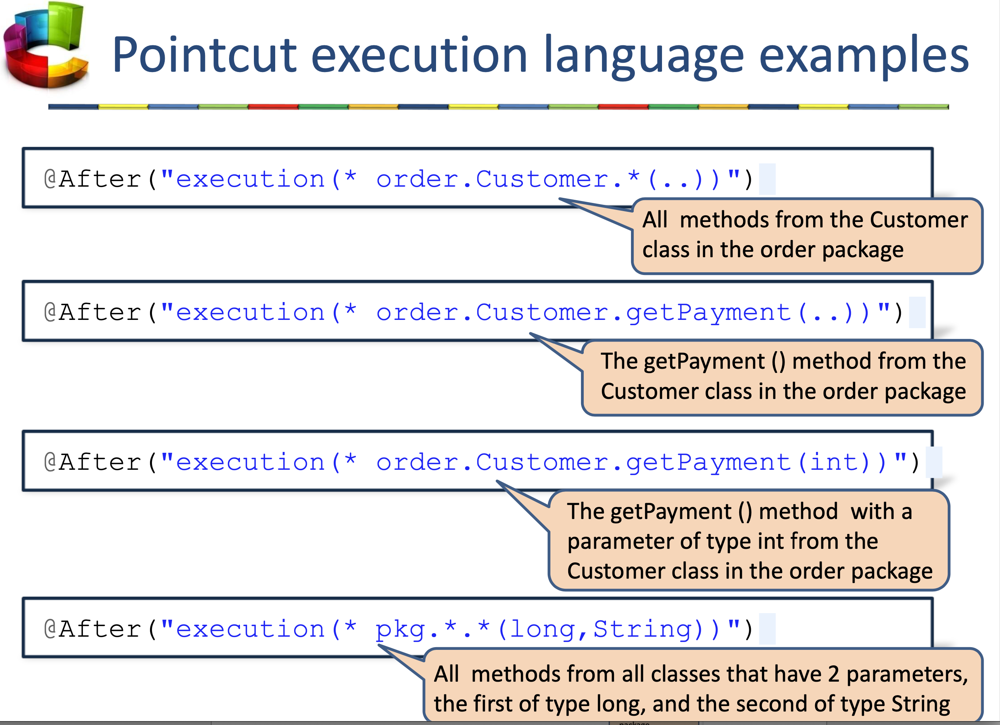 Pointcut execution language examples
@After("execution(* order.Customer.*(..))")
All  methods from the Customer
class in the order package
@After("execution(* order.Customer.getPayment(..))")
The getPayment () method from the
Customer class in the order package
@After("execution(* order.Customer.getPayment(int))")
The getPayment () method  with a
parameter of type int from the
Customer class in the order package
@After("execution(* pkg.*.*(long,String))")
All  methods from all classes that have 2 parameters,
the first of type long, and the second of type String
package